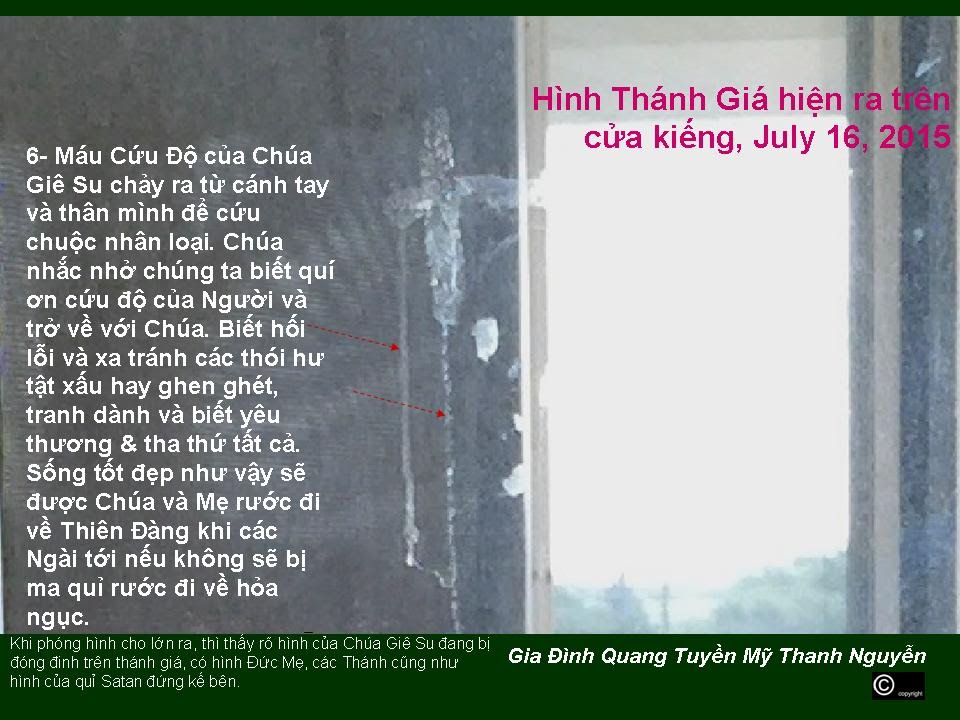 Hình Thánh Giá hiện ra trên
cửa kiếng, July 16, 2015
6- Máu Cứu Độ của Chúa
Giê Su chảy ra từ cánh tay
và thân mình để cứu
chuộc nhân loại. Chúa
nhắc nhở chúng ta biết quí
ơn cứu độ của Người và
trở về với Chúa. Biết hối
lỗi và xa tránh các thói hư
tật xấu hay ghen ghét,
tranh dành và biết yêu
thương & tha thứ tất cả.
Sống tốt đẹp như vậy sẽ
được Chúa và Mẹ rước đi
về Thiên Đàng khi các
Ngài tới nếu không sẽ bị
ma quỉ rước đi về hỏa
ngục.
Khi phóng hình cho lớn ra, thì thấy rõ hình của Chúa Giê Su đang bị
đóng đinh trên thánh giá, có hình Đức Mẹ, các Thánh cũng như
hình của quỉ Satan đứng kế bên.
Gia Đình Quang Tuyền Mỹ Thanh Nguyễn
© copyright